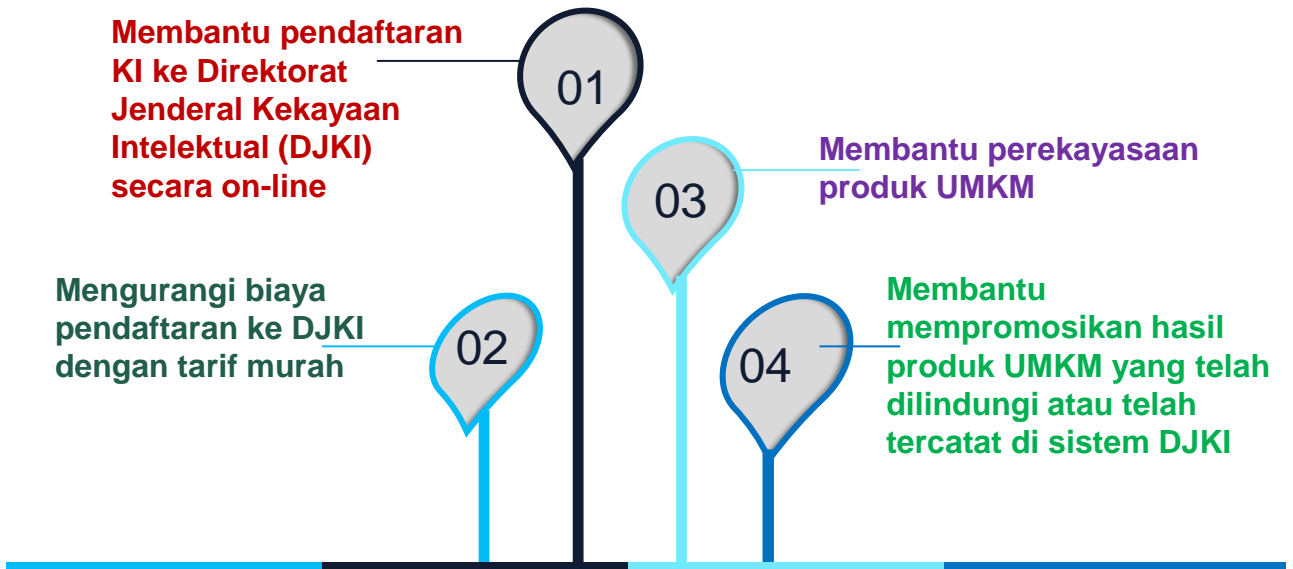 Membantu pendaftaran
KI ke Direktorat
Jenderal Kekayaan
Intelektual (DJKI)
secara on-line
01
Mengurangi biaya
pendaftaran ke DJKI
dengan tarif murah
02
03
Membantu perekayasaan
produk UMKM
04
Membantu
mempromosikan hasil
produk UMKM yang telah
dilindungi atau telah
tercatat di sistem DJKI